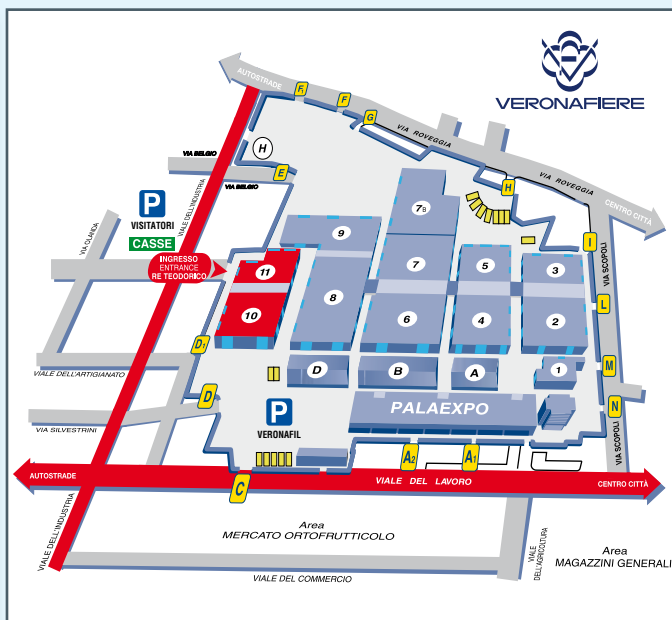 VERONAFIERE
AUTOSTRADE
F₁
F
G
VIA ROVEGGIA
H
VIA BELGIO
E
VIA BELGIO
H
VIA ROVEGGIA
CENTRO CITTÀ
VIALE DELL'INDUSTRIA
P
VISITATORI
CASSE
VIA OLANDA
INGRESSO
ENTRANCE
RE TEODORICO
7B
9
7
5
3
I
VIA SCOPOLI
11
10
8
6
4
2
L
D₁
D
B
A
1
M
VIALE DELL'ARTIGIANATO
D
P
VERONAFIL
PALAEXPO
N
VIA SILVESTRINI
A₂
A₁
VIA SCOPOLI
AUTOSTRADE
C
VIALE DEL LAVORO
CENTRO CITTÀ
VIALE DELL'INDUSTRIA
Area
MERCATO ORTOFRUTTICOLO
VIALE
DELL'AGRICOLTURA
Area
MAGAZZINI GENERALI
VIALE DEL COMMERCIO